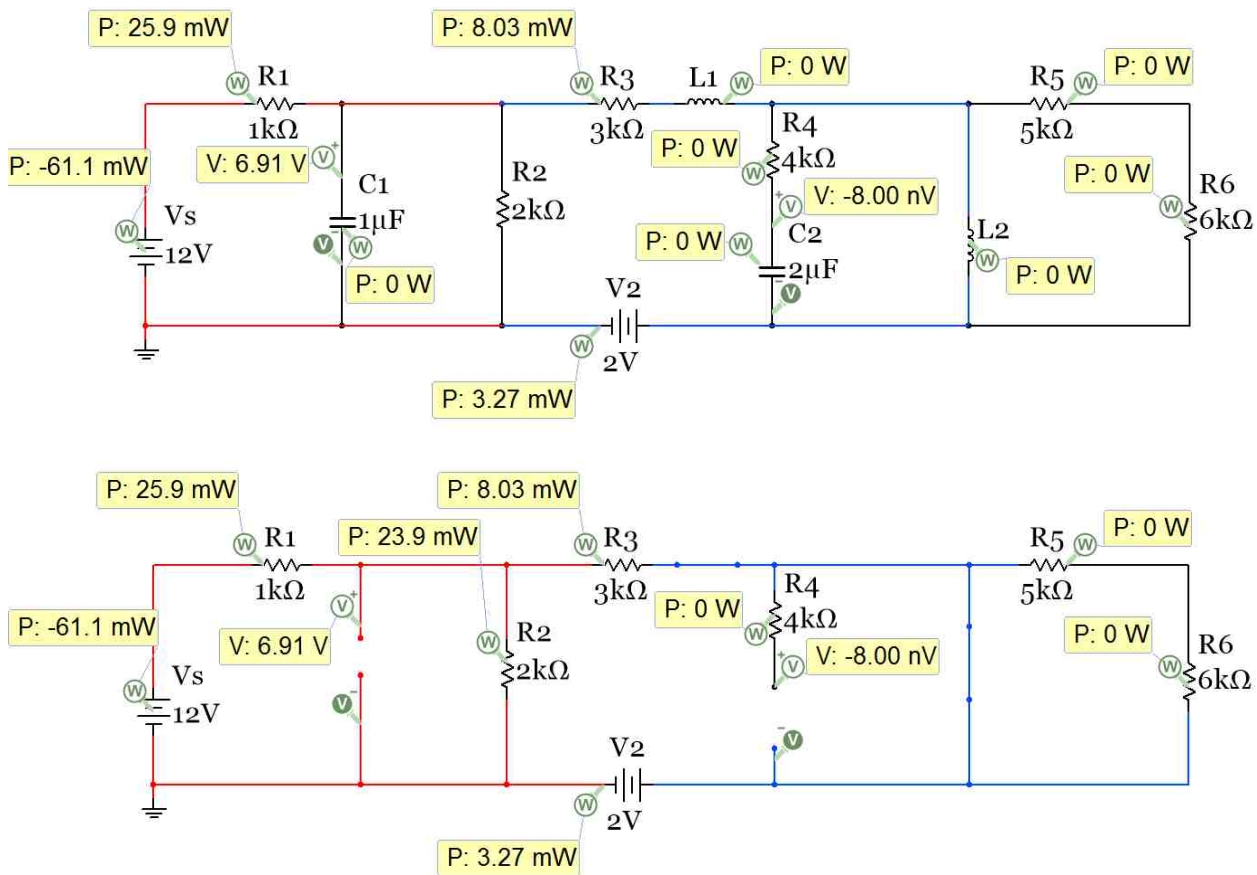 P: 25.9 mW
P: 8.03 mW
P: 0 W
P: 0 W
R1
R3
L1
R5
1kΩ
3kΩ
5kΩ
P: -61.1 mW
V: 6.91 V
P: 0 W
R4
4kΩ
P: 0 W
R2
2kΩ
V: -8.00 nV
R6
6kΩ
Vs
12V
C1
1μF
P: 0 W
C2
2μF
L2
P: 0 W
P: 0 W
V2
2V
P: 3.27 mW
P: 25.9 mW
P: 8.03 mW
P: 0 W
R1
P: 23.9 mW
R3
R5
1kΩ
3kΩ
5kΩ
P: -61.1 mW
V: 6.91 V
R2
2kΩ
P: 0 W
R4
4kΩ
V: -8.00 nV
P: 0 W
R6
6kΩ
Vs
12V
V2
2V
P: 3.27 mW